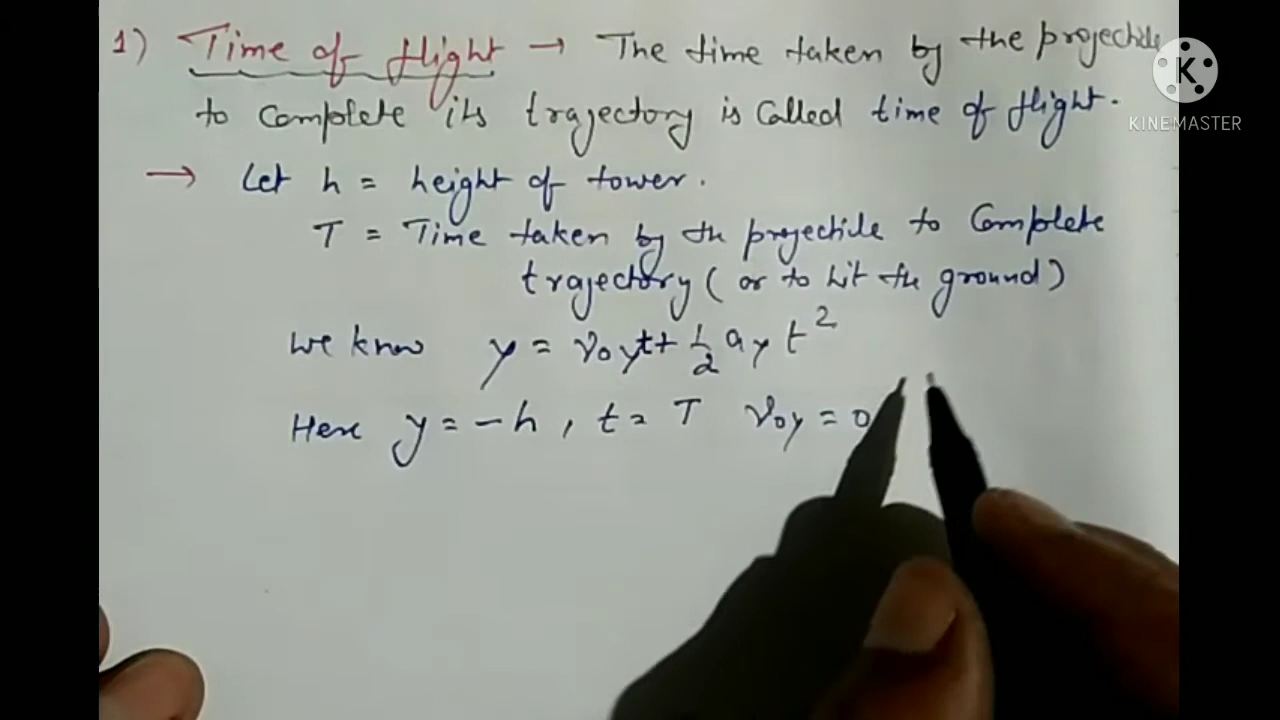 1) Time of flight → The time taken by the projectile
to Complete its trajectory is Called time of flight.
→ Let h = height of tower.
T = Time taken by the projectile to Complete
trajectory ( or to hit the ground)
We know y = v₀yt + 1/2 ay t²
Here y = -h , t = T v₀y = 0
K
KINEMASTER